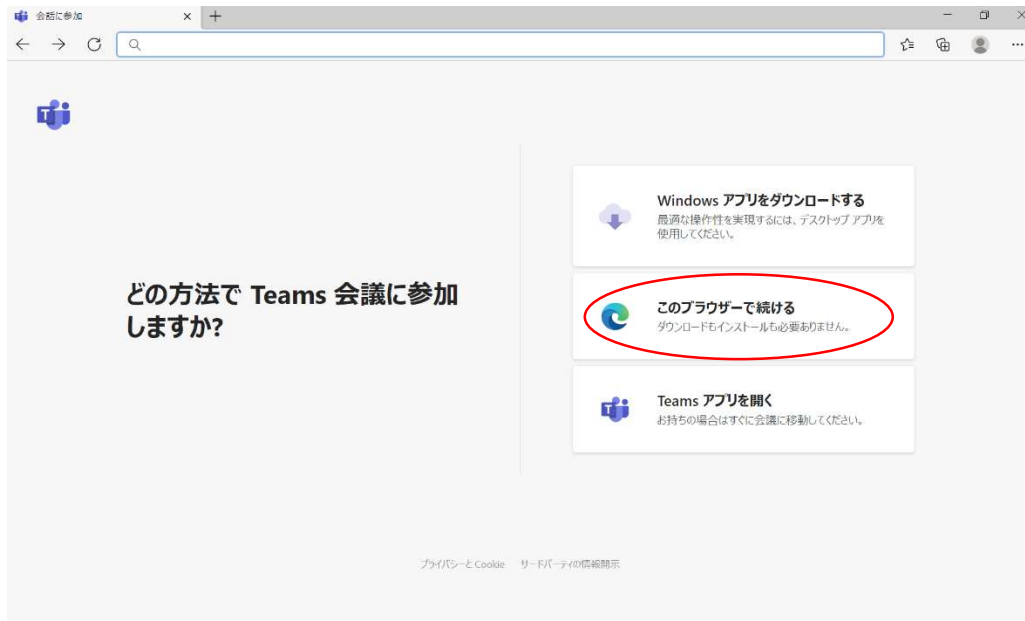 会話に参加
どの方法で Teams 会議に参加
しますか?
Windows アプリをダウンロードする
最適な操作性を実現するには、デスクトップ アプリを
使用してください。
このブラウザーで続ける
ダウンロードもインストールも必要ありません。
Teams アプリを開く
お持ちの場合はすぐに会議に移動してください。
プライバシーと Cookie サードパーティの情報開示